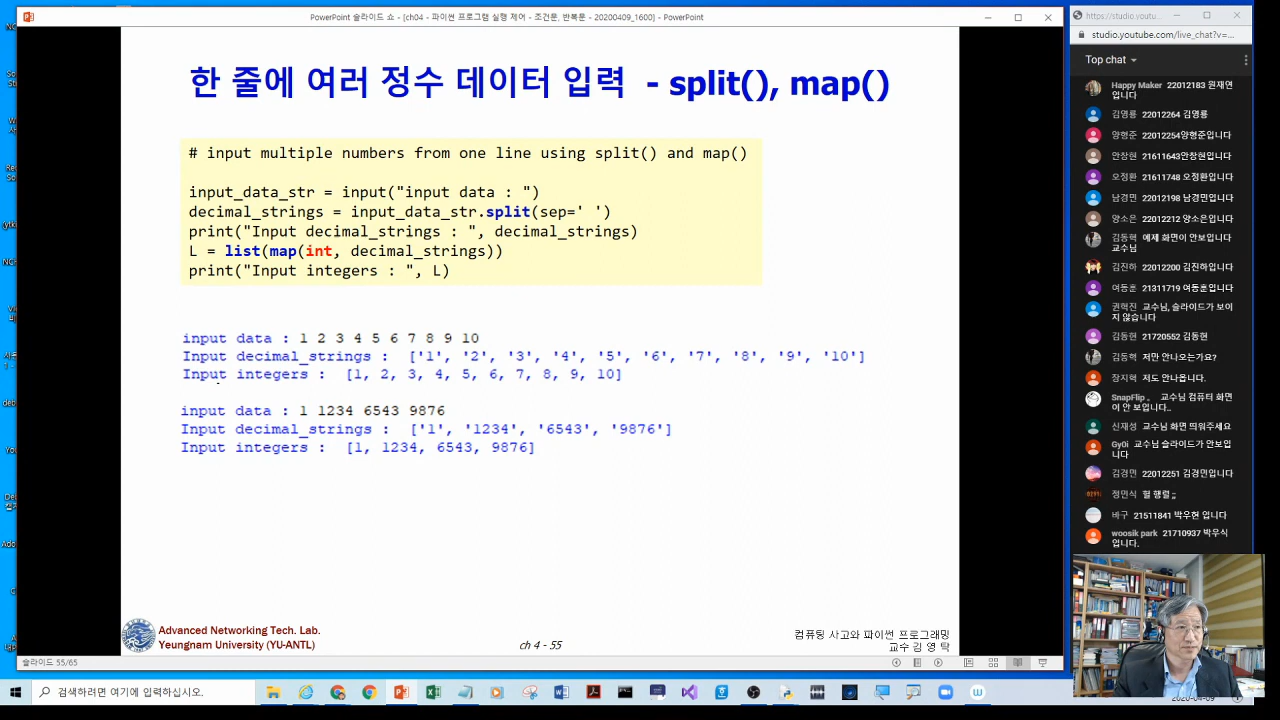 PowerPoint 슬라이드 쇼 - [ch04 - 파이썬 프로그램 실행 제어 - 조건문, 반복문 - 20200409_1600] - PowerPoint
한 줄에 여러 정수 데이터 입력 - split(), map()
# input multiple numbers from one line using split() and map()
input_data_str = input("input data : ")
decimal_strings = input_data_str.split(sep=' ')
print("Input decimal_strings : ", decimal_strings)
L = list(map(int, decimal_strings))
print("Input integers : ", L)
input data : 1 2 3 4 5 6 7 8 9 10
Input decimal_strings : ['1', '2', '3', '4', '5', '6', '7', '8', '9', '10']
Input integers : [1, 2, 3, 4, 5, 6, 7, 8, 9, 10]
input data : 1 1234 6543 9876
Input decimal_strings : ['1', '1234', '6543', '9876']
Input integers : [1, 1234, 6543, 9876]
Advanced Networking Tech. Lab.
Yeungnam University (YU-ANTL)
ch 4 - 55
컴퓨팅 사고와 파이썬 프로그래밍
교수 김 영 탁
슬라이드 55/65
검색하려면 여기에 입력하십시오.
https://studio.youtu...
studio.youtube.com/live_chat?v=...
Top chat
Happy Maker 22012183 원재연
입니다
김영룡 22012264 김영룡
양형준 22012254양형준입니다
안창현 21611643안창현입니다
오정환 21611748 오정환입니다
남경민 22012198 남경민입니다
양소은 22012212 양소은입니다
김동혁 예제 화면이 안보입니다
교수님
김진하 22012200 김진하입니다
여동훈 21311719 여동훈입니다
권혁진 교수님, 슬라이드가 보이
지 않습니다
김동현 21720552 김동현
김동혁 저만 안나오는가요?
장지혁 저도 안나옵니다.
SnapFlip 。 교수님 컴퓨터 화면
이 안 보입니다..
신재성 교수님 화면 띄워주세요
Gy0i 교수님 슬라이드가 안보입
니다
김경민 22012251 김경민입니다
정민식 헐 행렬 ;;
바구 21511841 박우헌 입니다
woosik park 21710937 박우식
입니다.
2020-04-09